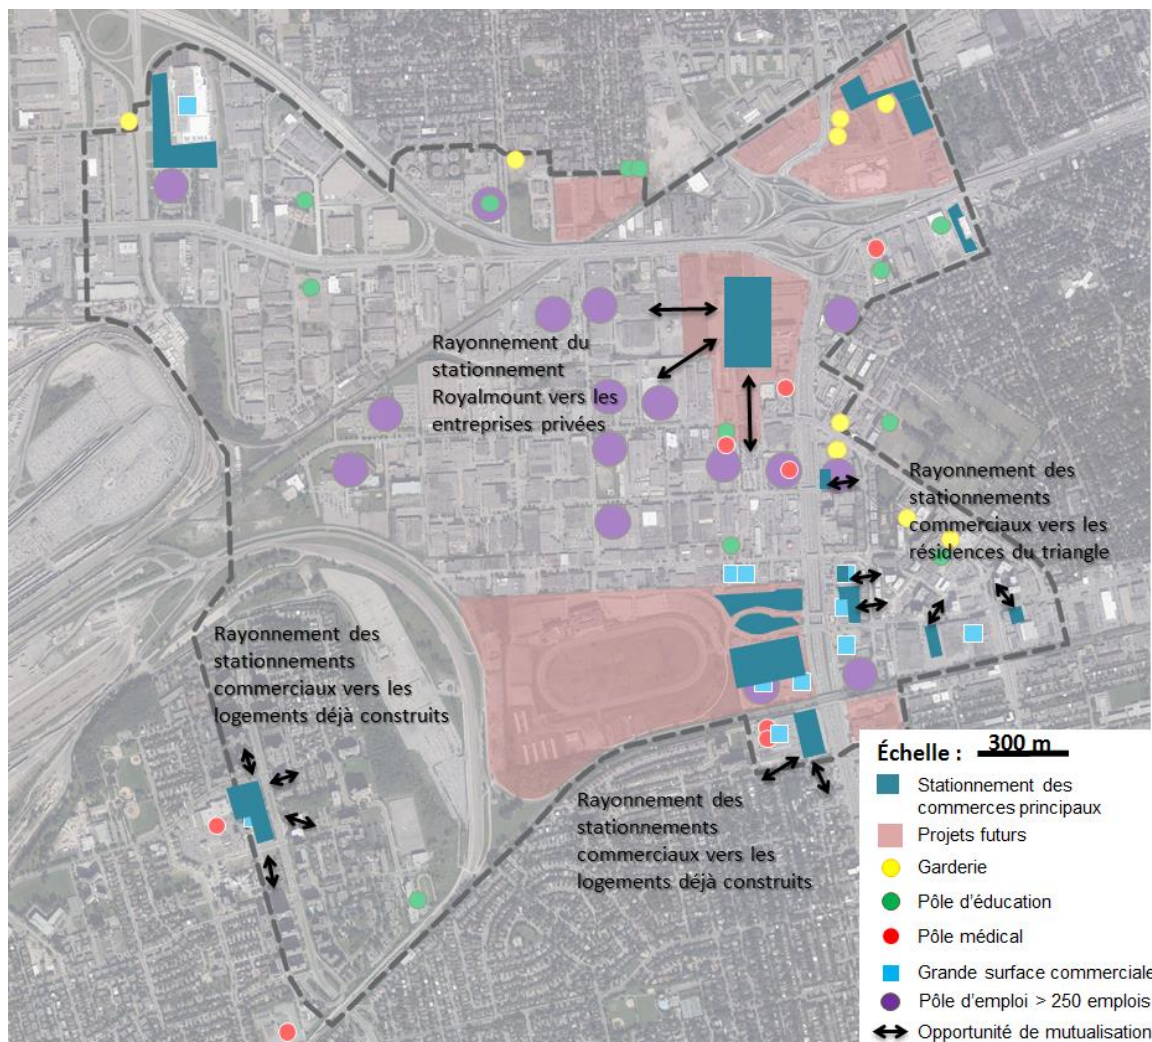 Rayonnement du
stationnement
Royalmount vers les
entreprises privées
Rayonnement des
stationnements
commerciaux vers les
résidences du triangle
Rayonnement des
stationnements
commerciaux vers les
logements déjà construits
Rayonnement des
stationnements
commerciaux vers les
logements déjà construits
Échelle : 300 m
Stationnement des
commerces principaux
Projets futurs
Garderie
Pôle d'éducation
Pôle médical
Grande surface commerciale
Pôle d'emploi > 250 emplois
Opportunité de mutualisation